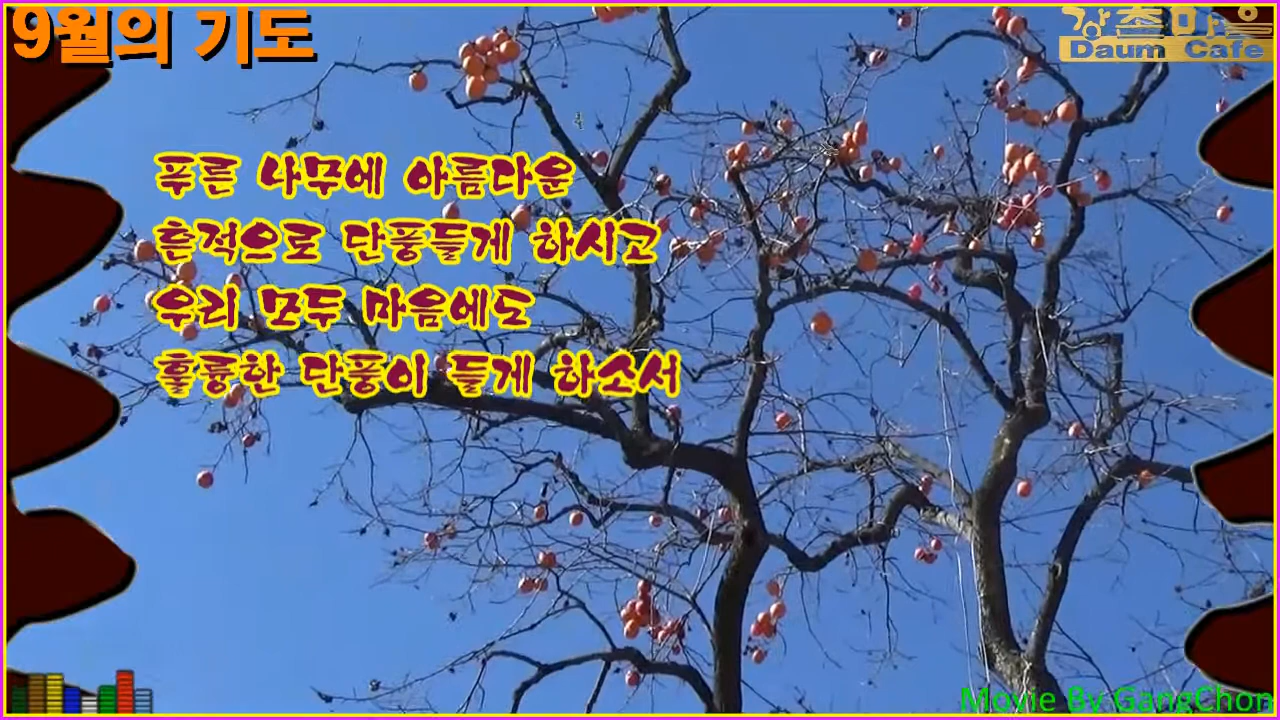 9월의 기도
강촌마을
Daum Cafe
푸른 나무에 아름다운
흔적으로 단풍들게 하시고
우리 모두 마음에도
훌륭한 단풍이 들게 하소서
Movie By GangChon